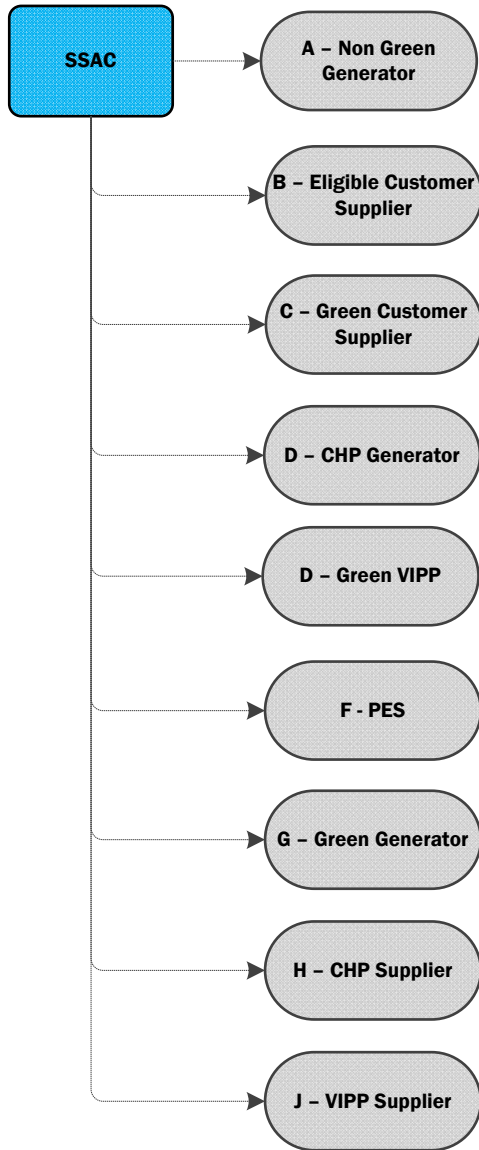 SSAC
A – Non Green
Generator
B – Eligible Customer
Supplier
C – Green Customer
Supplier
D – CHP Generator
D – Green VIPP
F - PES
G – Green Generator
H – CHP Supplier
J – VIPP Supplier